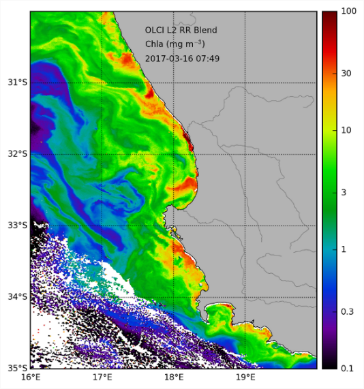 OLCI L2 RR Blend
Chla (mg m⁻³)
2017-03-16 07:49
100
30
10
3
1
0.3
0.1
31°S
32°S
33°S
34°S
35°S
16°E
17°E
18°E
19°E